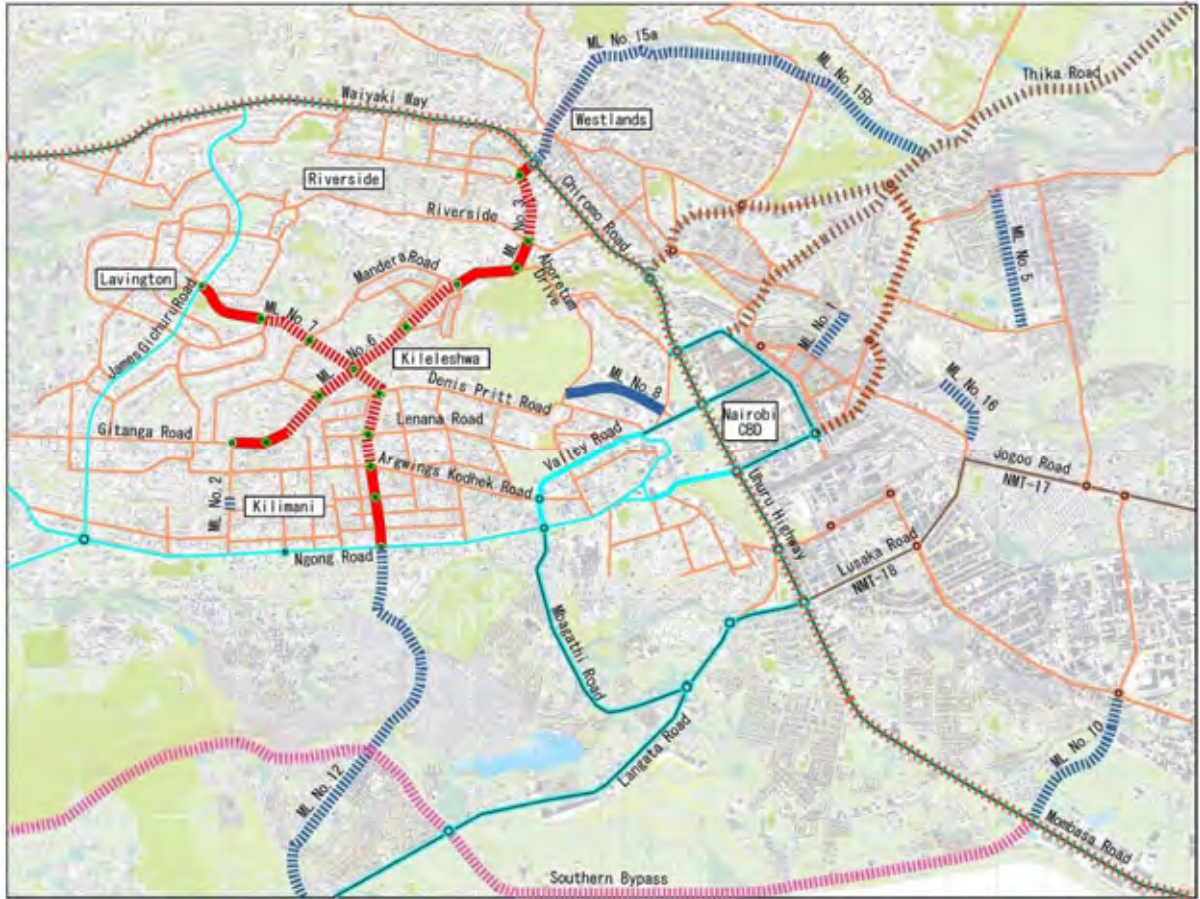 ML No. 15a
ML No. 15b
Thika Road
Waiyaki Way
Westlands
Riverside
Chiromo Road
Riverside
ML No. 3
ML No. 5
Lavington
Mandera Road
Aboretum
Drive
James Gichuru Road
ML No. 7
ML No. 1
ML No. 6
Kileleshwa
Denis Pritt Road
ML No. 8
ML No. 16
Nairobi
CBD
Gitanga Road
Lenana Road
Valley Road
Jogoo Road
Argwings Kodhek Road
NMT-17
ML No. 2
Kilimani
Uhuru Highway
Ngong Road
Lusaka Road
NMT-18
Mbagathi Road
Langata Road
ML No. 10
ML No. 12
Mombasa Road
Southern Bypass